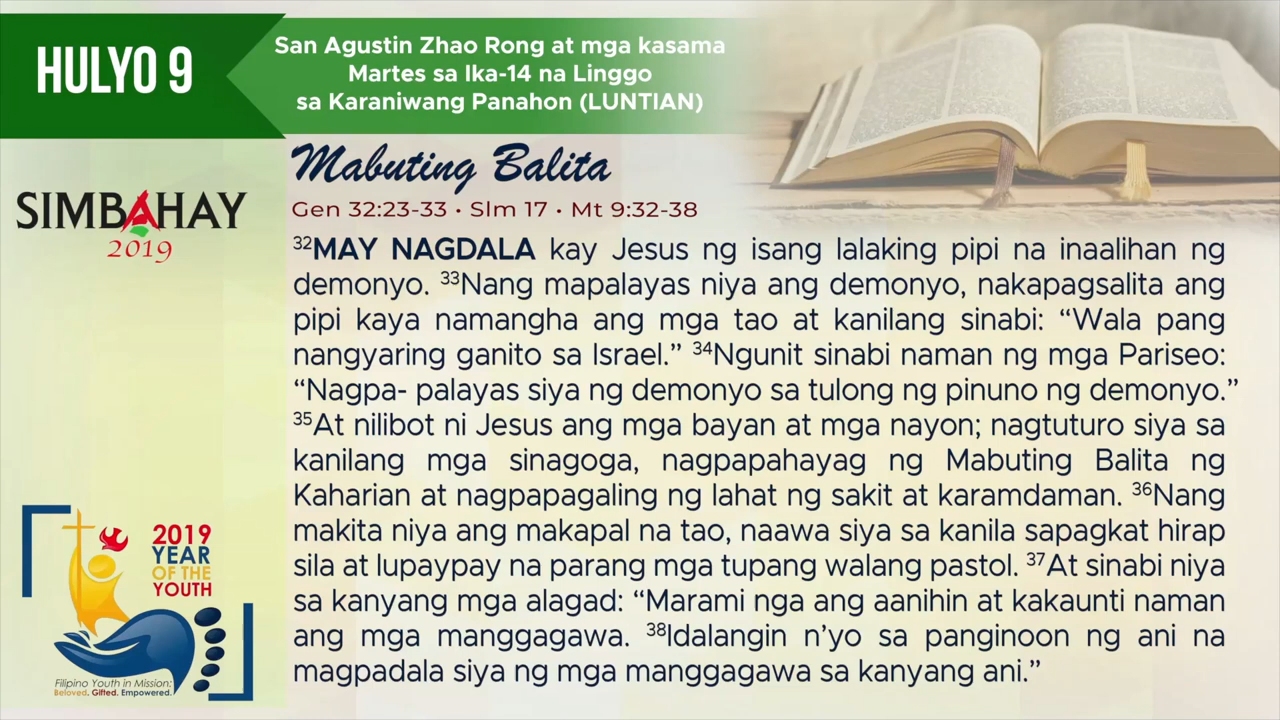 HULYO 9
San Agustin Zhao Rong at mga kasama
Martes sa Ika-14 na Linggo
sa Karaniwang Panahon (LUNTIAN)
Mabuting Balita
Gen 32:23-33 • Slm 17 • Mt 9:32-38
SIMBAHAY
2019
³²MAY NAGDALA kay Jesus ng isang lalaking pipi na inaalihan ng
demonyo. ³³Nang mapalayas niya ang demonyo, nakapagsalita ang
pipi kaya namangha ang mga tao at kanilang sinabi: “Wala pang
nangyaring ganito sa Israel.” ³⁴Ngunit sinabi naman ng mga Pariseo:
“Nagpa- palayas siya ng demonyo sa tulong ng pinuno ng demonyo.”
³⁵At nilibot ni Jesus ang mga bayan at mga nayon; nagtuturo siya sa
kanilang mga sinagoga, nagpapahayag ng Mabuting Balita ng
Kaharian at nagpapagaling ng lahat ng sakit at karamdaman. ³⁶Nang
makita niya ang makapal na tao, naawa siya sa kanila sapagkat hirap
sila at lupaypay na parang mga tupang walang pastol. ³⁷At sinabi niya
sa kanyang mga alagad: “Marami nga ang aanihin at kakaunti naman
ang mga manggagawa. ³⁸Idalangin n’yo sa panginoon ng ani na
magpadala siya ng mga manggagawa sa kanyang ani.”
2019
YEAR
OF THE
YOUTH
Filipino Youth in Mission:
Beloved. Gifted. Empowered.